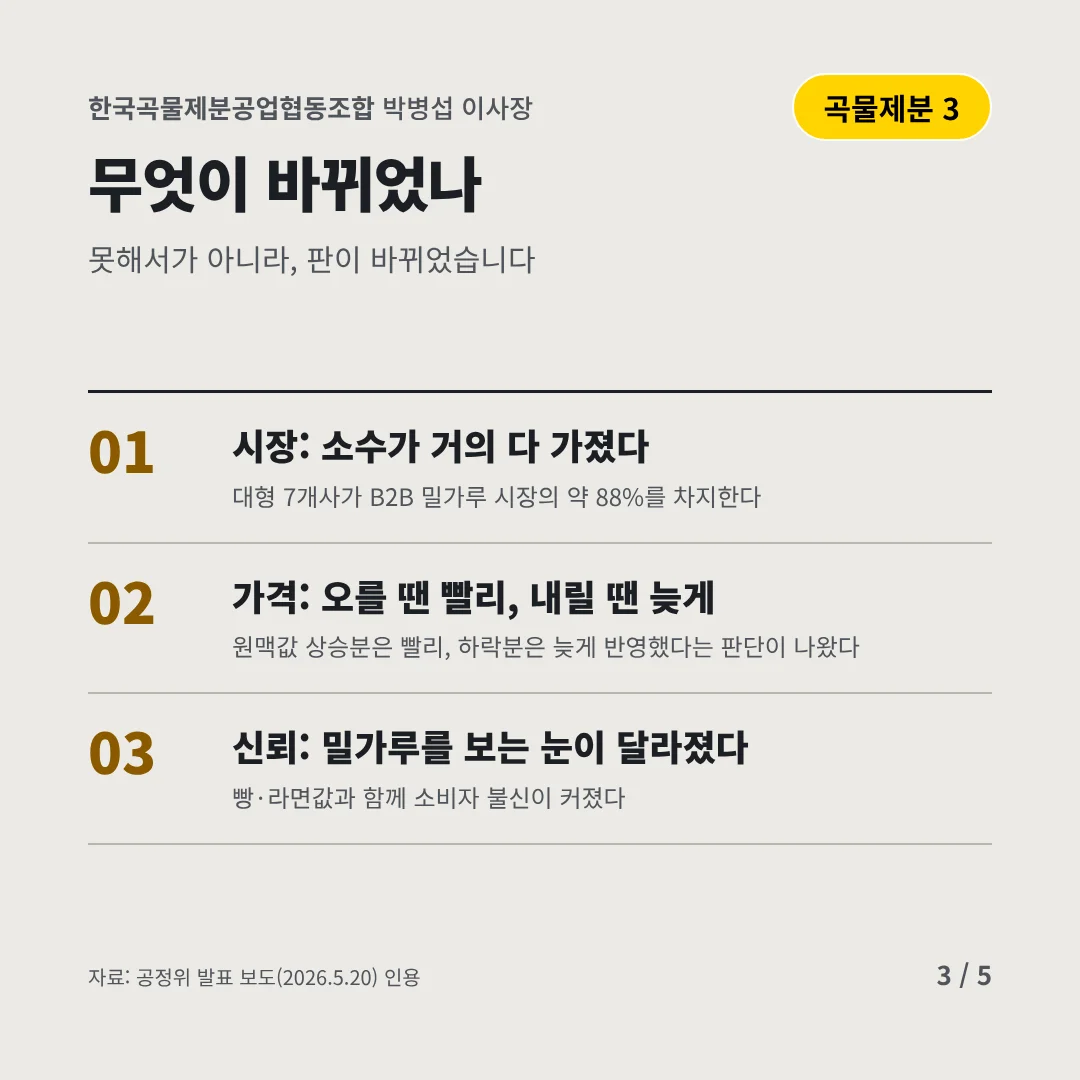 한국곡물제분공업협동조합 박병섭 이사장
곡물제분 3
무엇이 바뀌었나
못해서가 아니라, 판이 바뀌었습니다
01
시장: 소수가 거의 다 가졌다
대형 7개사가 B2B 밀가루 시장의 약 88%를 차지한다
02
가격: 오를 땐 빨리, 내릴 땐 늦게
원맥값 상승분은 빨리, 하락분은 늦게 반영했다는 판단이 나왔다
03
신뢰: 밀가루를 보는 눈이 달라졌다
빵·라면값과 함께 소비자 불신이 커졌다
자료: 공정위 발표 보도(2026.5.20) 인용
3 / 5